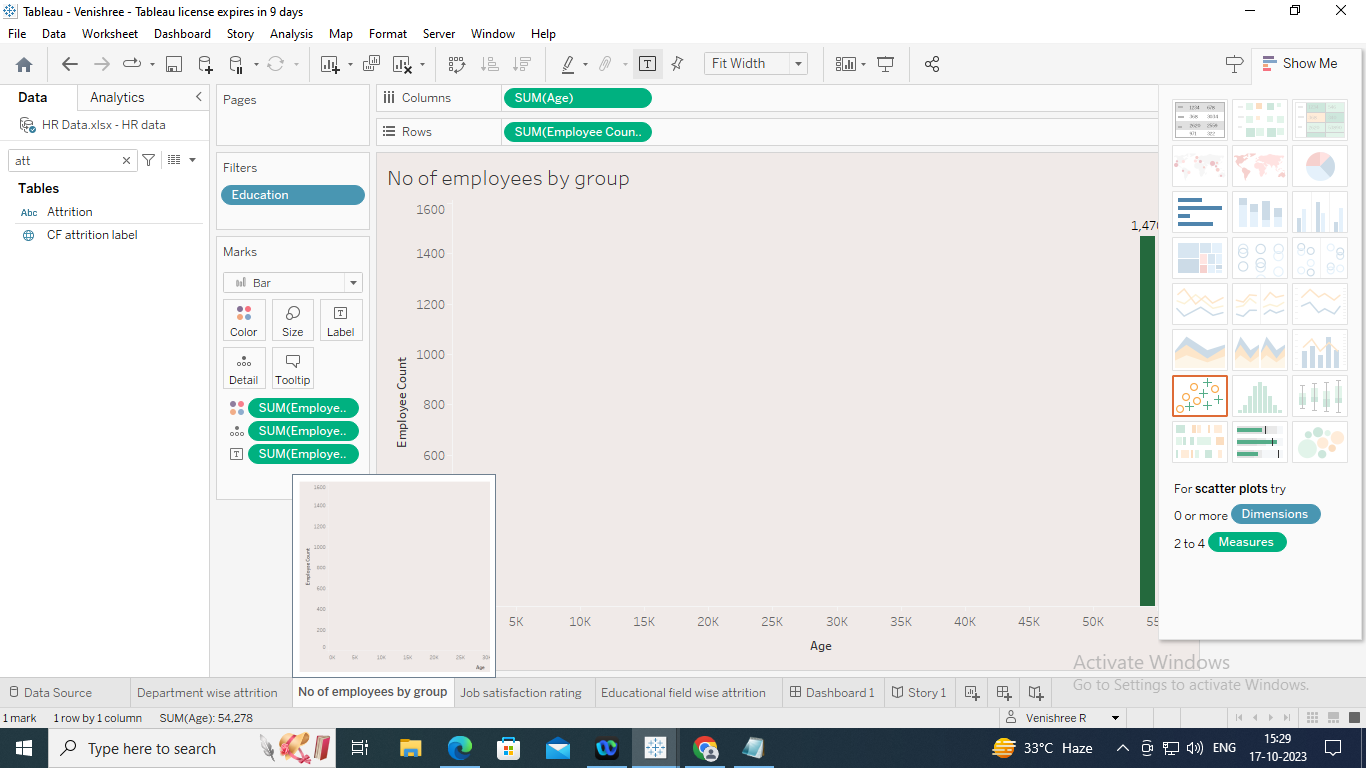 Tableau - Venishree - Tableau license expires in 9 days
File Data Worksheet Dashboard Story Analysis Map Format Server Window Help
Fit Width
Show Me
Data Analytics
HR Data.xlsx - HR data
att
Tables
Abc Attrition
CF attrition label
Pages
Filters
Education
Marks
Bar
Color Size Label
Detail Tooltip
SUM(Employe..
SUM(Employe..
SUM(Employe..
Columns SUM(Age)
Rows SUM(Employee Coun..
No of employees by group
1600
1400
1200
1000
800
600
Employee Count
1,470
5K 10K 15K 20K 25K 30K 35K 40K 45K 50K 55
Age
1600
1400
1200
1000
800
600
400
200
0
Employee Count
0K 5K 10K 15K 20K 25K 30K
Age
For scatter plots try
0 or more Dimensions
2 to 4 Measures
Activate Windows
Go to Settings to activate Windows.
Data Source Department wise attrition No of employees by group Job satisfaction rating Educational field wise attrition Dashboard 1 Story 1
1 mark 1 row by 1 column SUM(Age): 54,278 Venishree R
Type here to search
33°C Haze
ENG
15:29
17-10-2023